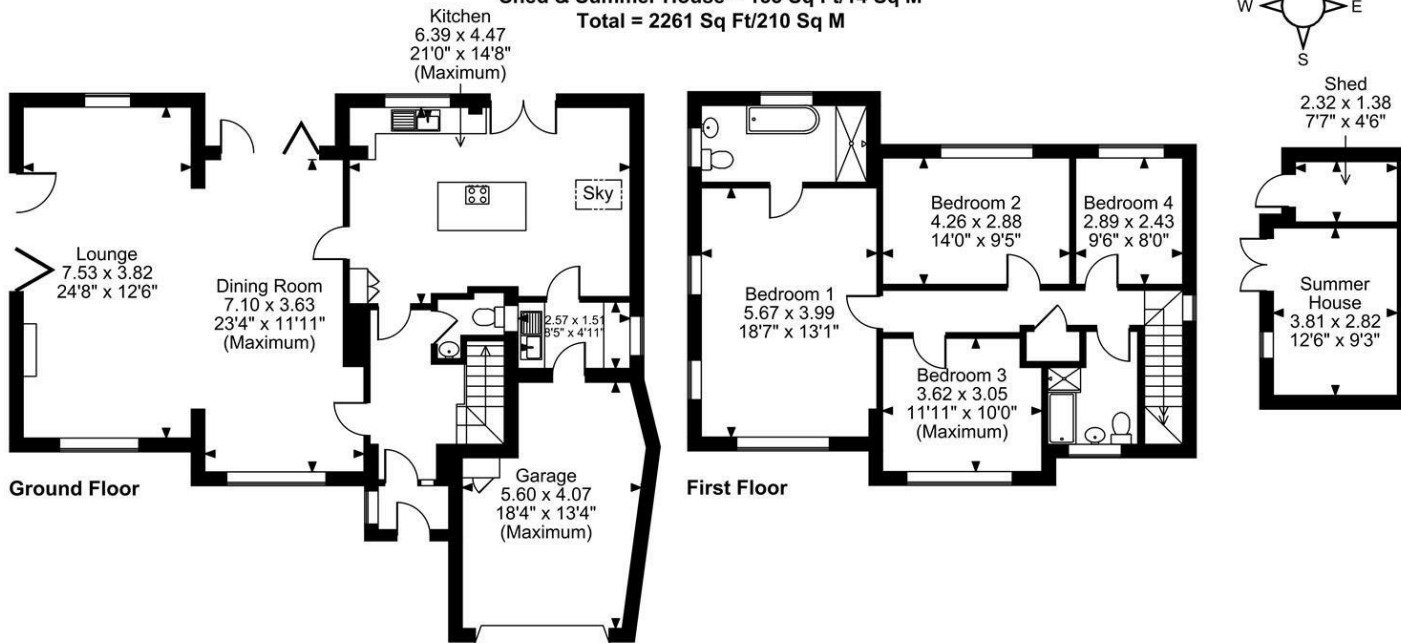 Total = 2261 Sq Ft/210 Sq M
W
E
S
Kitchen
6.39 x 4.47
21'0" x 14'8"
(Maximum)
Sky
Lounge
7.53 x 3.82
24'8" x 12'6"
Dining Room
7.10 x 3.63
23'4" x 11'11"
(Maximum)
2.57 x 1.51
8'5" x 4'11"
Garage
5.60 x 4.07
18'4" x 13'4"
(Maximum)
Ground Floor
Bedroom 2
4.26 x 2.88
14'0" x 9'5"
Bedroom 4
2.89 x 2.43
9'6" x 8'0"
Bedroom 1
5.67 x 3.99
18'7" x 13'1"
Bedroom 3
3.62 x 3.05
11'11" x 10'0"
(Maximum)
First Floor
Shed
2.32 x 1.38
7'7" x 4'6"
Summer
House
3.81 x 2.82
12'6" x 9'3"